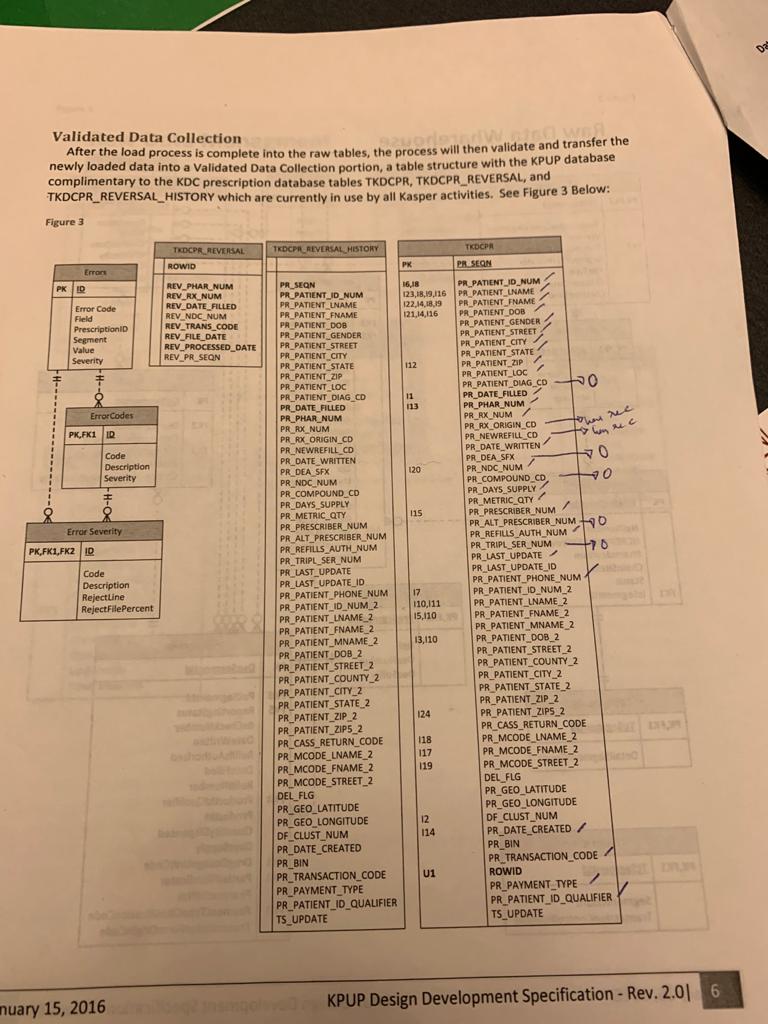 Validated Data Collection
After the load process is complete into the raw tables, the process will then validate and transfer the
newly loaded data into a Validated Data Collection portion, a table structure with the KPUP database
complimentary to the KDC prescription database tables TKDCPR, TKDCPR_REVERSAL, and
TKDCPR_REVERSAL_HISTORY which are currently in use by all Kasper activities. See Figure 3 Below:
Figure 3
Errors
PK ID
Error Code
Field
PrescriptionID
Segment
Value
Severity
ErrorCodes
PK,FK1 ID
Code
Description
Severity
Error Severity
PK,FK1,FK2 ID
Code
Description
RejectLine
RejectFilePercent
TKDCPR_REVERSAL
ROWID
REV_PHAR_NUM
REV_RX_NUM
REV_DATE_FILLED
REV_NDC_NUM
REV_TRANS_CODE
REV_FILE_DATE
REV_PROCESSED_DATE
REV_PR_SEQN
TKDCPR_REVERSAL_HISTORY
PR_SEQN
PR_PATIENT_ID_NUM
PR_PATIENT_LNAME
PR_PATIENT_FNAME
PR_PATIENT_DOB
PR_PATIENT_GENDER
PR_PATIENT_STREET
PR_PATIENT_CITY
PR_PATIENT_STATE
PR_PATIENT_ZIP
PR_PATIENT_LOC
PR_PATIENT_DIAG_CD
PR_DATE_FILLED
PR_PHAR_NUM
PR_RX_NUM
PR_RX_ORIGIN_CD
PR_NEWREFILL_CD
PR_DATE_WRITTEN
PR_DEA_SFX
PR_NDC_NUM
PR_COMPOUND_CD
PR_DAYS_SUPPLY
PR_METRIC_QTY
PR_PRESCRIBER_NUM
PR_ALT_PRESCRIBER_NUM
PR_REFILLS_AUTH_NUM
PR_TRIPL_SER_NUM
PR_LAST_UPDATE
PR_LAST_UPDATE_ID
PR_PATIENT_PHONE_NUM
PR_PATIENT_ID_NUM_2
PR_PATIENT_LNAME_2
PR_PATIENT_FNAME_2
PR_PATIENT_MNAME_2
PR_PATIENT_DOB_2
PR_PATIENT_STREET_2
PR_PATIENT_COUNTY_2
PR_PATIENT_CITY_2
PR_PATIENT_STATE_2
PR_PATIENT_ZIP_2
PR_PATIENT_ZIP5_2
PR_CASS_RETURN_CODE
PR_MCODE_LNAME_2
PR_MCODE_FNAME_2
PR_MCODE_STREET_2
DEL_FLG
PR_GEO_LATITUDE
PR_GEO_LONGITUDE
DF_CLUST_NUM
PR_DATE_CREATED
PR_BIN
PR_TRANSACTION_CODE
PR_PAYMENT_TYPE
PR_PATIENT_ID_QUALIFIER
TS_UPDATE
TKDCPR
PK PR_SEQN
I6,I8 PR_PATIENT_ID_NUM
I23,I8,I9,I16 PR_PATIENT_LNAME
I22,I4,I8,I9 PR_PATIENT_FNAME
I21,I4,I16 PR_PATIENT_DOB
PR_PATIENT_GENDER
PR_PATIENT_STREET
PR_PATIENT_CITY
PR_PATIENT_STATE
I12 PR_PATIENT_ZIP
PR_PATIENT_LOC
PR_PATIENT_DIAG_CD 0
I1 PR_DATE_FILLED
I13 PR_PHAR_NUM
PR_RX_NUM
PR_RX_ORIGIN_CD has rec
PR_NEWREFILL_CD has rec
PR_DATE_WRITTEN
PR_DEA_SFX 0
I20 PR_NDC_NUM
PR_COMPOUND_CD 0
PR_DAYS_SUPPLY
PR_METRIC_QTY
I15 PR_PRESCRIBER_NUM
PR_ALT_PRESCRIBER_NUM 0
PR_REFILLS_AUTH_NUM
PR_TRIPL_SER_NUM 0
PR_LAST_UPDATE
PR_LAST_UPDATE_ID
PR_PATIENT_PHONE_NUM
I7 PR_PATIENT_ID_NUM_2
I10,I11 PR_PATIENT_LNAME_2
I5,I10 PR_PATIENT_FNAME_2
PR_PATIENT_MNAME_2
I3,I10 PR_PATIENT_DOB_2
PR_PATIENT_STREET_2
PR_PATIENT_COUNTY_2
PR_PATIENT_CITY_2
PR_PATIENT_STATE_2
PR_PATIENT_ZIP_2
I24 PR_PATIENT_ZIP5_2
PR_CASS_RETURN_CODE
I18 PR_MCODE_LNAME_2
I17 PR_MCODE_FNAME_2
I19 PR_MCODE_STREET_2
DEL_FLG
PR_GEO_LATITUDE
PR_GEO_LONGITUDE
I2 DF_CLUST_NUM
I14 PR_DATE_CREATED
PR_BIN
PR_TRANSACTION_CODE
U1 ROWID
PR_PAYMENT_TYPE
PR_PATIENT_ID_QUALIFIER
TS_UPDATE
nuary 15, 2016
KPUP Design Development Specification - Rev. 2.0| 6